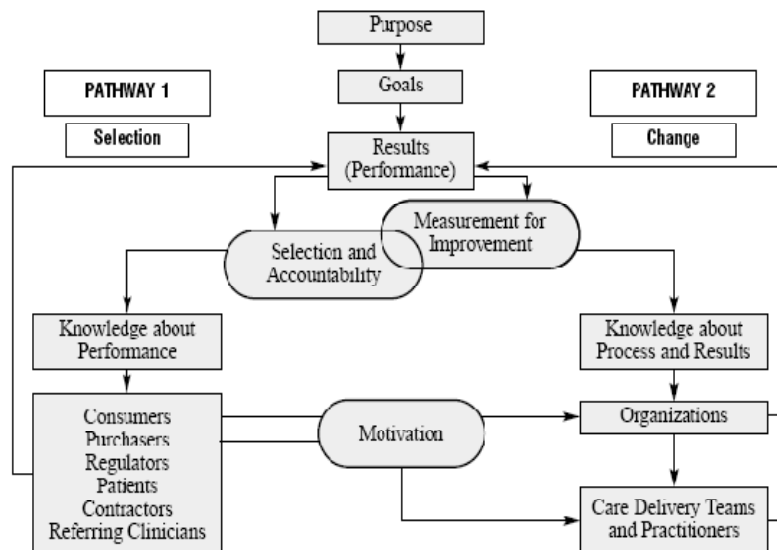 Purpose
PATHWAY 1
PATHWAY 2
Goals
Selection
Change
Results
(Performance)
Measurement for
Improvement
Selection and
Accountability
Knowledge about
Performance
Knowledge about
Process and Results
Consumers
Purchasers
Regulators
Patients
Contractors
Referring Clinicians
Motivation
Organizations
Care Delivery Teams
and Practitioners